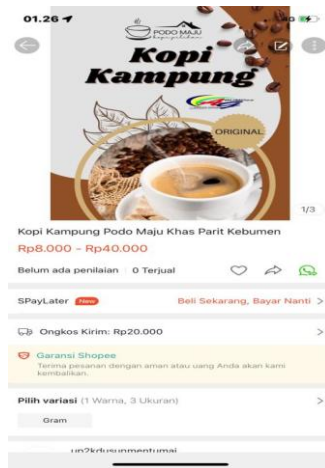 01.26
PODO MAJU
Kopi
Kampung
ORIGINAL
1/3
Kopi Kampung Podo Maju Khas Parit Kebumen
Rp8.000 - Rp40.000
Belum ada penilaian 0 Terjual
SPayLater New Beli Sekarang, Bayar Nanti >
Ongkos Kirim: Rp20.000 >
Garansi Shopee
Terima pesanan dengan aman atau uang Anda akan kami
kembalikan.
Pilih variasi (1 Warna, 3 Ukuran) >
Gram
up2kdusunmentumai